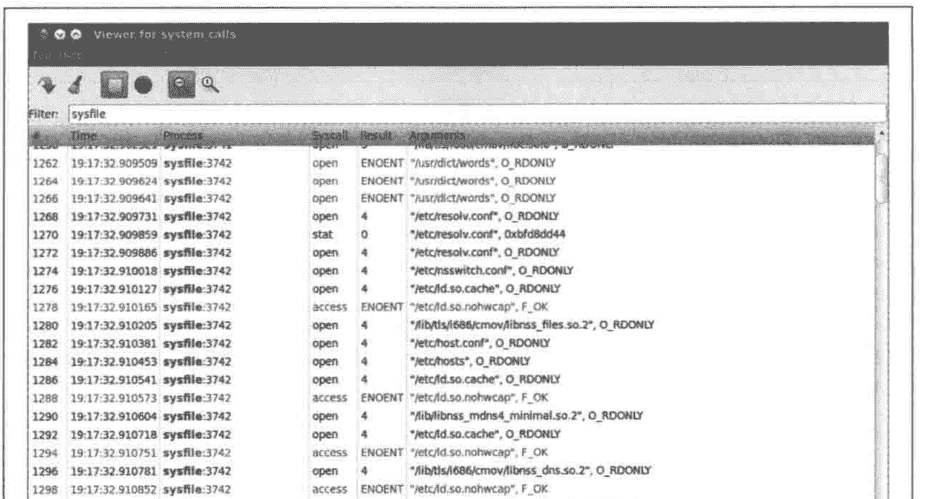 Viewer for system calls
Filter: sysfile
# Time Process Syscall Result Arguments
1262 19:17:32.909509 sysfile:3742 open ENOENT "/usr/dict/words", O_RDONLY
1264 19:17:32.909624 sysfile:3742 open ENOENT "/usr/dict/words", O_RDONLY
1266 19:17:32.909641 sysfile:3742 open ENOENT "/usr/dict/words", O_RDONLY
1268 19:17:32.909731 sysfile:3742 open 4 "/etc/resolv.conf", O_RDONLY
1270 19:17:32.909859 sysfile:3742 stat 0 "/etc/resolv.conf", 0xbfd8dd44
1272 19:17:32.909886 sysfile:3742 open 4 "/etc/resolv.conf", O_RDONLY
1274 19:17:32.910018 sysfile:3742 open 4 "/etc/nsswitch.conf", O_RDONLY
1276 19:17:32.910127 sysfile:3742 open 4 "/etc/ld.so.cache", O_RDONLY
1278 19:17:32.910165 sysfile:3742 access ENOENT "/etc/ld.so.nohwcap", F_OK
1280 19:17:32.910205 sysfile:3742 open 4 "/lib/tls/i686/cmov/libnss_files.so.2", O_RDONLY
1282 19:17:32.910381 sysfile:3742 open 4 "/etc/host.conf", O_RDONLY
1284 19:17:32.910453 sysfile:3742 open 4 "/etc/hosts", O_RDONLY
1286 19:17:32.910541 sysfile:3742 open 4 "/etc/ld.so.cache", O_RDONLY
1288 19:17:32.910573 sysfile:3742 access ENOENT "/etc/ld.so.nohwcap", F_OK
1290 19:17:32.910604 sysfile:3742 open 4 "/lib/libnss_mdns4_minimal.so.2", O_RDONLY
1292 19:17:32.910718 sysfile:3742 open 4 "/etc/ld.so.cache", O_RDONLY
1294 19:17:32.910751 sysfile:3742 access ENOENT "/etc/ld.so.nohwcap", F_OK
1296 19:17:32.910781 sysfile:3742 open 4 "/lib/tls/i686/cmov/libnss_dns.so.2", O_RDONLY
1298 19:17:32.910852 sysfile:3742 access ENOENT "/etc/ld.so.nohwcap", F_OK